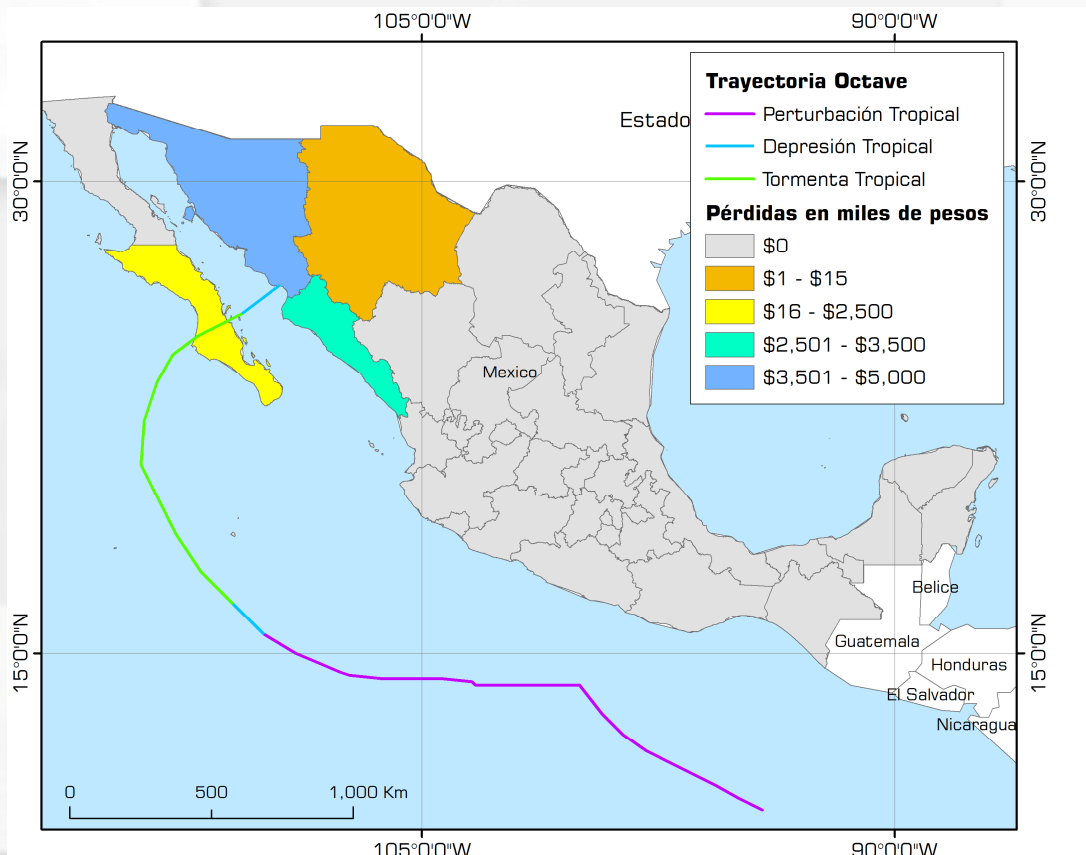 105°0'0"W
90°0'0"W
Trayectoria Octave
Perturbación Tropical
Depresión Tropical
Tormenta Tropical
Pérdidas en miles de pesos
$0
$1 - $15
$16 - $2,500
$2,501 - $3,500
$3,501 - $5,000
Estado
30°0'0"N
30°0'0"N
Mexico
Belice
Guatemala
Honduras
El Salvador
Nicaragua
15°0'0"N
15°0'0"N
0
500
1,000 Km
105°0'0"W
90°0'0"W